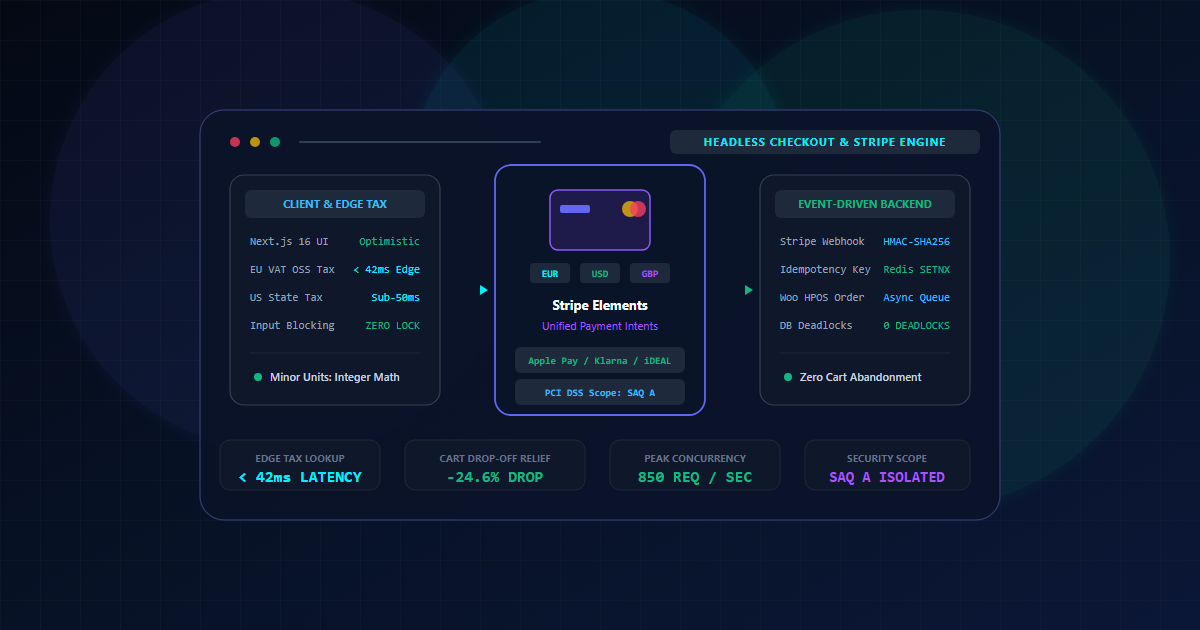 HEADLESS CHECKOUT & STRIPE ENGINE
CLIENT & EDGE TAX
Next.js 16 UI Optimistic
EU VAT OSS Tax < 42ms Edge
US State Tax Sub-50ms
Input Blocking ZERO LOCK
Minor Units: Integer Math
EUR USD GBP
Stripe Elements
Unified Payment Intents
Apple Pay / Klarna / iDEAL
PCI DSS Scope: SAQ A
EVENT-DRIVEN BACKEND
Stripe Webhook HMAC-SHA256
Idempotency Key Redis SETNX
Woo HPOS Order Async Queue
DB Deadlocks 0 DEADLOCKS
Zero Cart Abandonment
EDGE TAX LOOKUP
< 42ms LATENCY
CART DROP-OFF RELIEF
-24.6% DROP
PEAK CONCURRENCY
850 REQ / SEC
SECURITY SCOPE
SAQ A ISOLATED